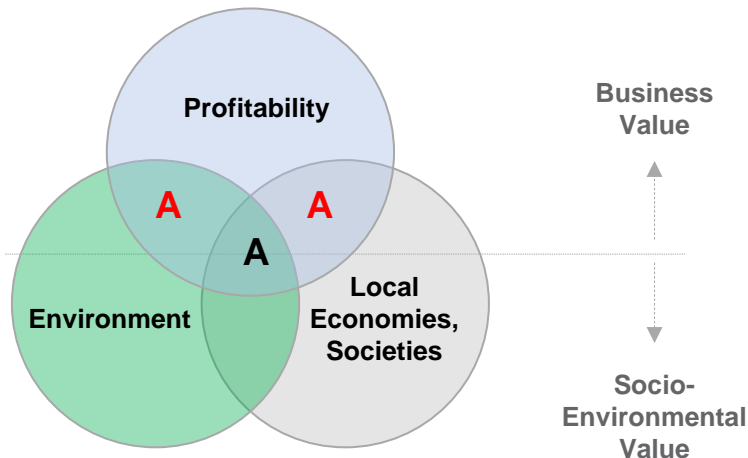 Profitability
Business
Value
A
A
A
Environment
Local
Economies,
Societies
Socio-
Environmental
Value